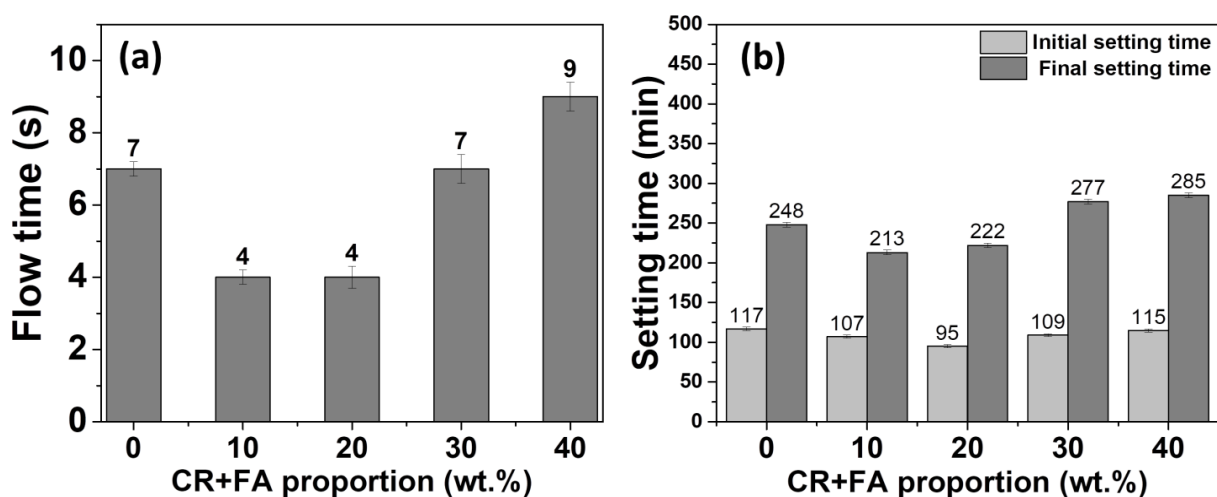 (a)
Flow time (s)
10
8
6
4
2
0
7
4
4
7
9
0 10 20 30 40
CR+FA proportion (wt.%)
(b)
Initial setting time
Final setting time
Setting time (min)
500
450
400
350
300
250
200
150
100
50
0
117 248 107 213 95 222 109 277 115 285
0 10 20 30 40
CR+FA proportion (wt.%)